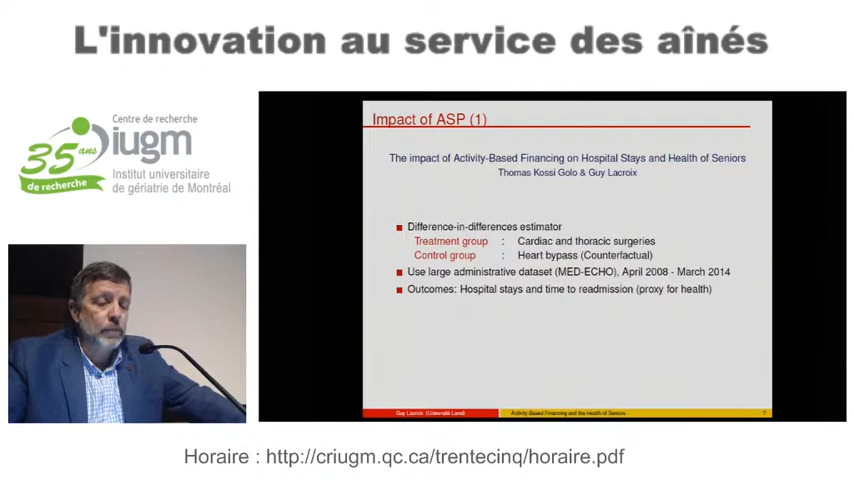 L'innovation au service des aînés
35 ans
de recherche
Centre de recherche
iugm
Institut universitaire
de gériatrie de Montréal
Impact of ASP (1)
The impact of Activity-Based Financing on Hospital Stays and Health of Seniors
Thomas Kossi Golo & Guy Lacroix
Difference-in-differences estimator
Treatment group : Cardiac and thoracic surgeries
Control group : Heart bypass (Counterfactual)
Use large administrative dataset (MED-ECHO), April 2008 - March 2014
Outcomes: Hospital stays and time to readmission (proxy for health)
Guy Lacroix (Université Laval) Activity-Based Financing and the Health of Seniors 7
Horaire : http://criugm.qc.ca/trentecinq/horaire.pdf